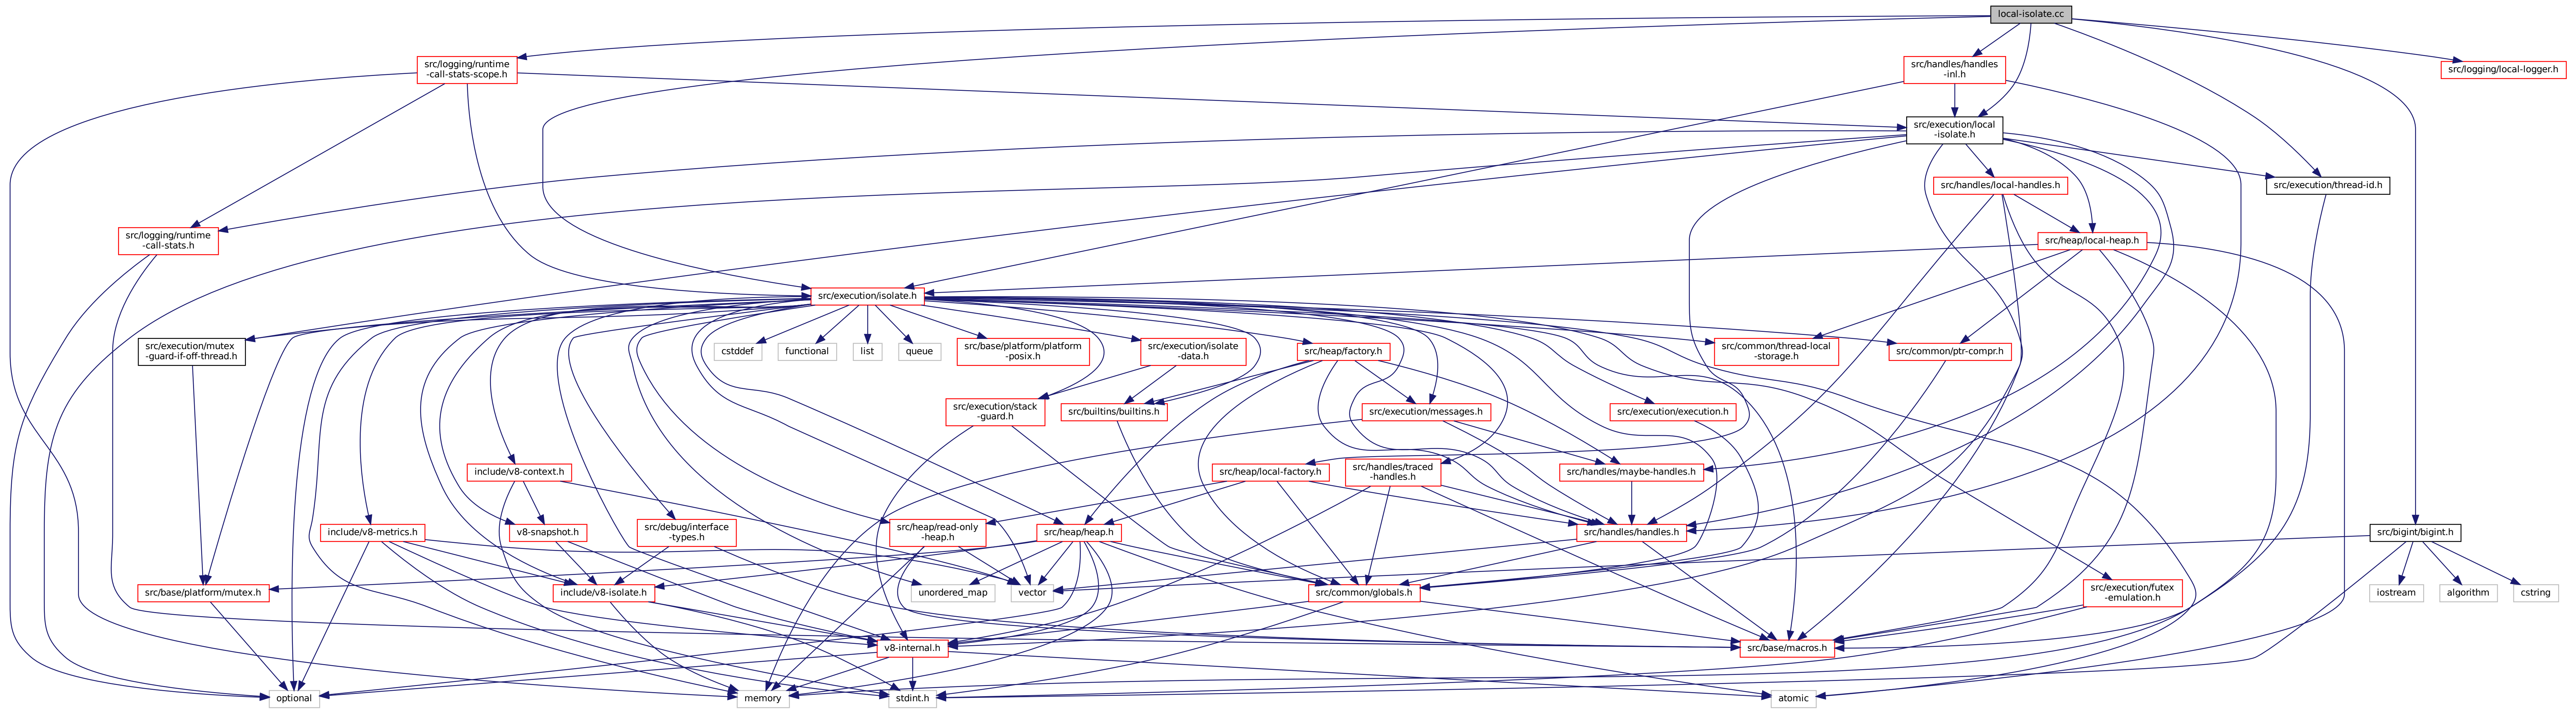 local-isolate.cc
src/logging/runtime
-call-stats-scope.h
src/handles/handles
-inl.h
src/logging/local-logger.h
src/execution/local
-isolate.h
src/handles/local-handles.h
src/execution/thread-id.h
src/logging/runtime
-call-stats.h
src/heap/local-heap.h
src/execution/isolate.h
src/execution/mutex
-guard-if-off-thread.h
cstddef
functional
list
queue
src/base/platform/platform
-posix.h
src/execution/isolate
-data.h
src/heap/factory.h
src/common/thread-local
-storage.h
src/common/ptr-compr.h
src/execution/stack
-guard.h
src/builtins/builtins.h
src/execution/messages.h
src/execution/execution.h
include/v8-context.h
src/heap/local-factory.h
src/handles/traced
-handles.h
src/handles/maybe-handles.h
include/v8-metrics.h
v8-snapshot.h
src/debug/interface
-types.h
src/heap/read-only
-heap.h
src/heap/heap.h
src/handles/handles.h
src/bigint/bigint.h
src/base/platform/mutex.h
include/v8-isolate.h
unordered_map
vector
src/common/globals.h
src/execution/futex
-emulation.h
iostream
algorithm
cstring
v8-internal.h
src/base/macros.h
optional
memory
stdint.h
atomic